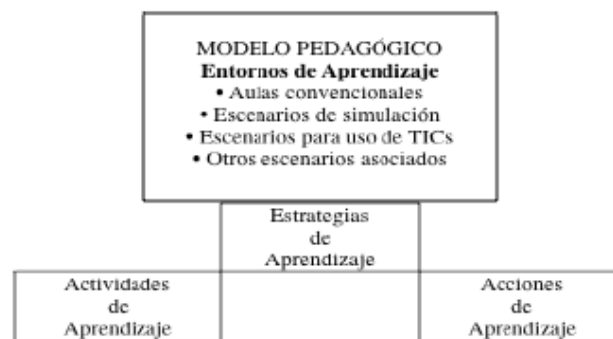 MODELO PEDAGÓGICO
Entornos de Aprendizaje
• Aulas convencionales
• Escenarios de simulación
• Escenarios para uso de TICs
• Otros escenarios asociados
Estrategias
de
Aprendizaje
Actividades
de
Aprendizaje
Acciones
de
Aprendizaje